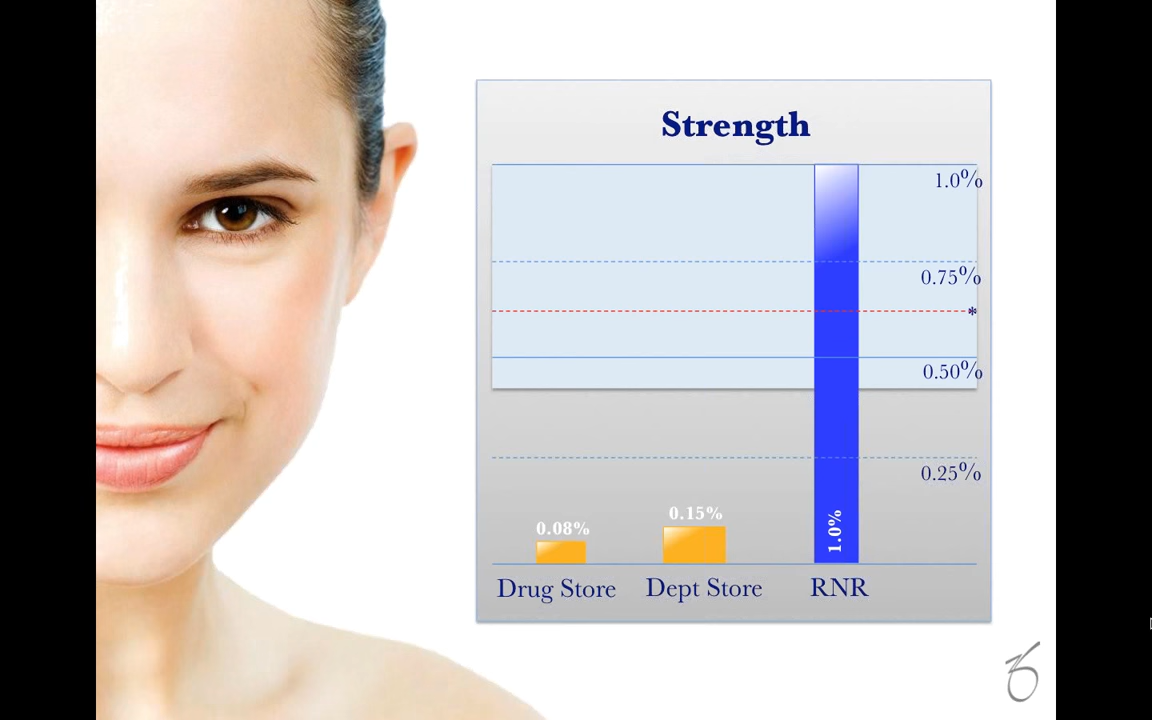 Strength
1.0%
0.75%
*
0.50%
0.25%
0.08%
0.15%
1.0%
Drug Store
Dept Store
RNR